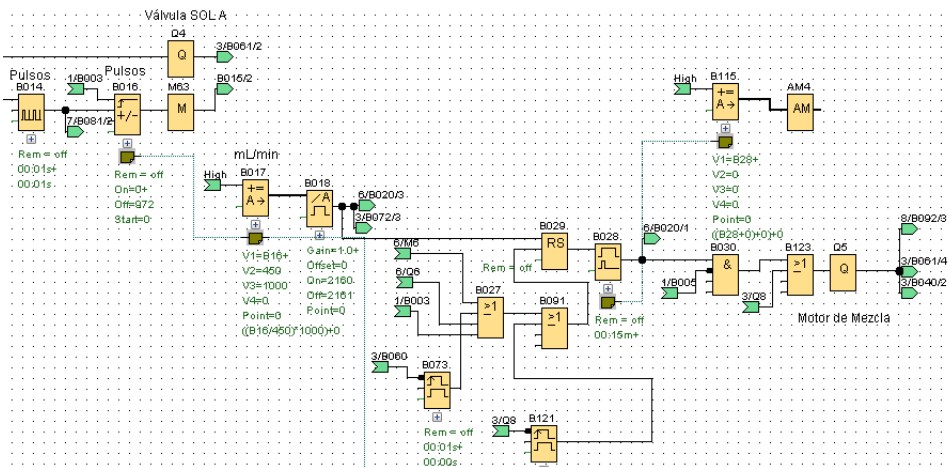 Válvula SOL A
Q4
Q
3/B061/2
Pulsos
B014
Rem = off
00:01s+
00:01s
1/B003
7/B081/2
Pulsos
B016
+/-
Rem = off
On=0+
Off=972
Start=0
M63
M
B015/2
mL/min
High
B017
+=
A→
V1=B16+
V2=450
V3=1000
V4=0
Point=0
((B16/450)*1000)+0
B018
/A
Gain=1.0+
Offset=0
On=2160
Off=2161
Point=0
6/B020/3
3/B072/3
6/M6
6/Q6
1/B003
B027
≥1
3/B060
B073
Rem = off
00:01s+
00:00s
B029
RS
Rem = off
B091
≥1
3/Q8
B121
B028
Rem = off
00:15m+
6/B020/1
High
B115
+=
A→
V1=B28+
V2=0
V3=0
V4=0
Point=0
((B28+0)+0)+0
AM4
AM
1/B005
B030
&
3/Q8
B123
≥1
Q5
Q
Motor de Mezcla
8/B092/3
3/B061/4
3/B040/2